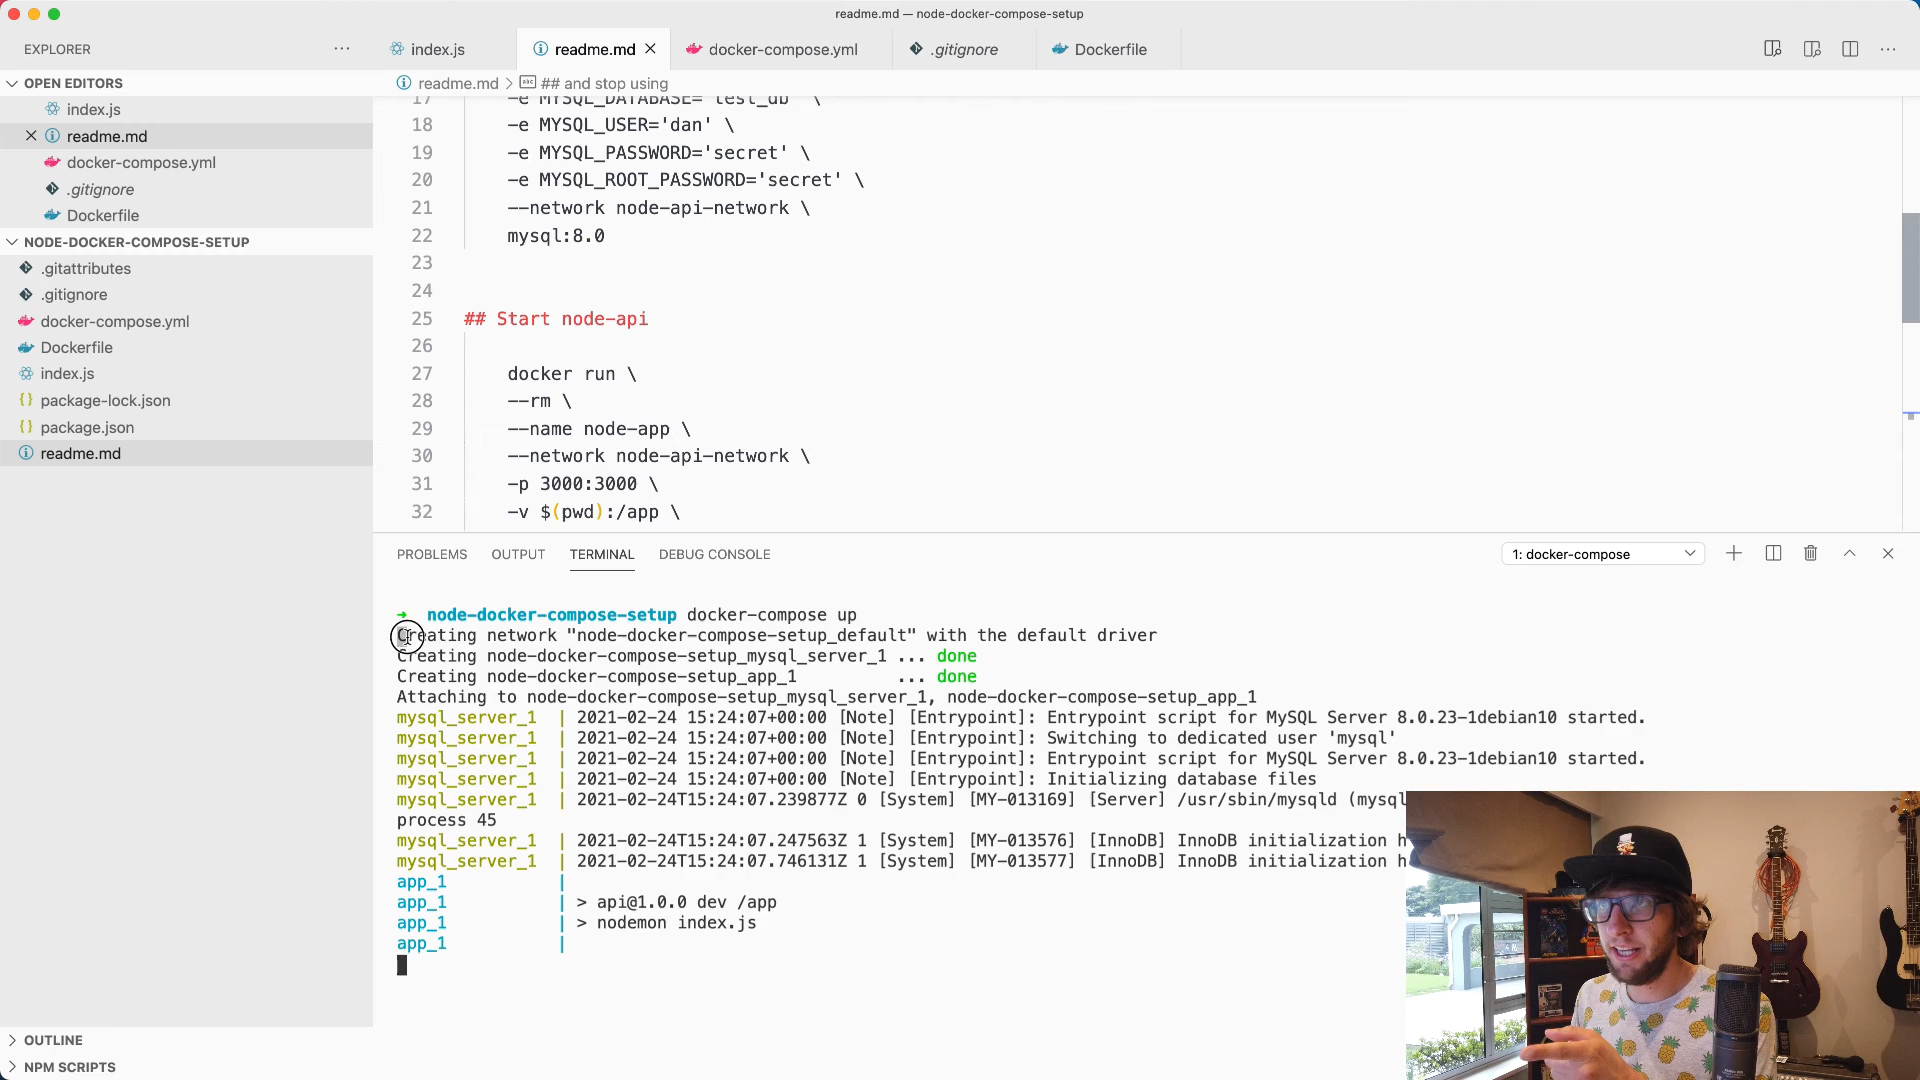 readme.md — node-docker-compose-setup
EXPLORER
index.js
readme.md
docker-compose.yml
.gitignore
Dockerfile
OPEN EDITORS
index.js
readme.md
docker-compose.yml
.gitignore
Dockerfile
NODE-DOCKER-COMPOSE-SETUP
.gitattributes
.gitignore
docker-compose.yml
Dockerfile
index.js
package-lock.json
package.json
readme.md
OUTLINE
NPM SCRIPTS
readme.md > ## and stop using
17 -e MYSQL_DATABASE='test_db' \
18 -e MYSQL_USER='dan' \
19 -e MYSQL_PASSWORD='secret' \
20 -e MYSQL_ROOT_PASSWORD='secret' \
21 --network node-api-network \
22 mysql:8.0
23
24
25 ## Start node-api
26
27 docker run \
28 --rm \
29 --name node-app \
30 --network node-api-network \
31 -p 3000:3000 \
32 -v $(pwd):/app \
PROBLEMS OUTPUT TERMINAL DEBUG CONSOLE
1: docker-compose
→ node-docker-compose-setup docker-compose up
Creating network "node-docker-compose-setup_default" with the default driver
Creating node-docker-compose-setup_mysql_server_1 ... done
Creating node-docker-compose-setup_app_1 ... done
Attaching to node-docker-compose-setup_mysql_server_1, node-docker-compose-setup_app_1
mysql_server_1 | 2021-02-24 15:24:07+00:00 [Note] [Entrypoint]: Entrypoint script for MySQL Server 8.0.23-1debian10 started.
mysql_server_1 | 2021-02-24 15:24:07+00:00 [Note] [Entrypoint]: Switching to dedicated user 'mysql'
mysql_server_1 | 2021-02-24 15:24:07+00:00 [Note] [Entrypoint]: Entrypoint script for MySQL Server 8.0.23-1debian10 started.
mysql_server_1 | 2021-02-24 15:24:07+00:00 [Note] [Entrypoint]: Initializing database files
mysql_server_1 | 2021-02-24T15:24:07.239877Z 0 [System] [MY-013169] [Server] /usr/sbin/mysqld (mysql
process 45
mysql_server_1 | 2021-02-24T15:24:07.247563Z 1 [System] [MY-013576] [InnoDB] InnoDB initialization h
mysql_server_1 | 2021-02-24T15:24:07.746131Z 1 [System] [MY-013577] [InnoDB] InnoDB initialization h
app_1 |
app_1 | > api@1.0.0 dev /app
app_1 | > nodemon index.js
app_1 |